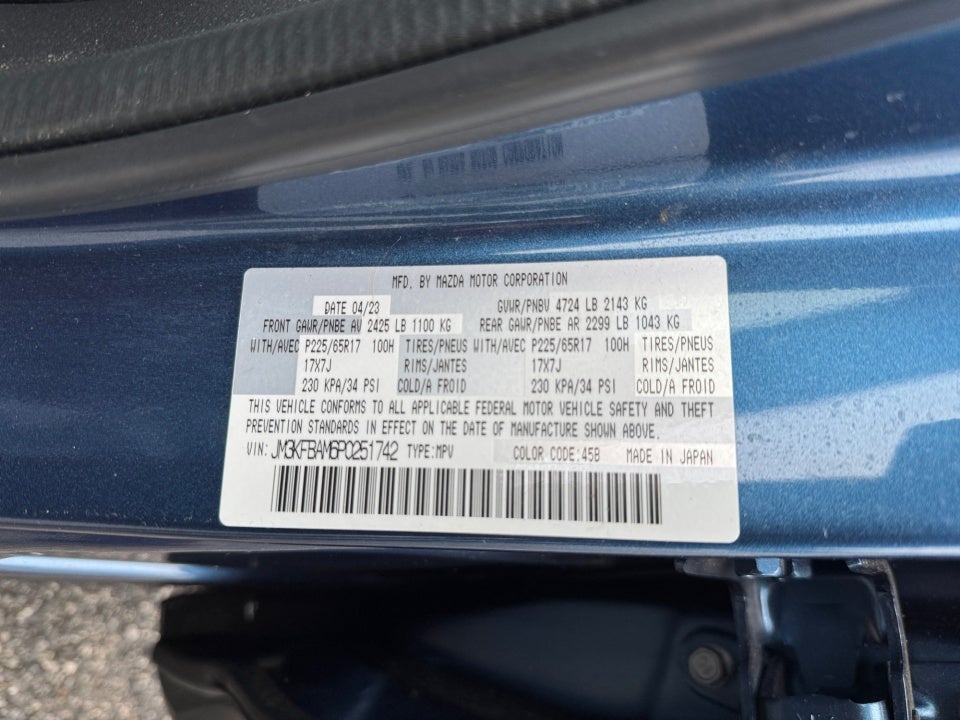 MFD. BY MAZDA MOTOR CORPORATION
DATE 04/23 GVWR/PNBV 4724 LB 2143 KG
FRONT GAWR/PNBE AV 2425 LB 1100 KG REAR GAWR/PNBE AR 2299 LB 1043 KG
WITH/AVEC P225/65R17 100H TIRES/PNEUS WITH/AVEC P225/65R17 100H TIRES/PNEUS
17X7J RIMS/JANTES 17X7J RIMS/JANTES
230 KPA/34 PSI COLD/A FROID 230 KPA/34 PSI COLD/A FROID
THIS VEHICLE CONFORMS TO ALL APPLICABLE FEDERAL MOTOR VEHICLE SAFETY AND THEFT
PREVENTION STANDARDS IN EFFECT ON THE DATE OF MANUFACTURE SHOWN ABOVE.
VIN: JM3KFBAM6P0251742 TYPE:MPV COLOR CODE:45B MADE IN JAPAN